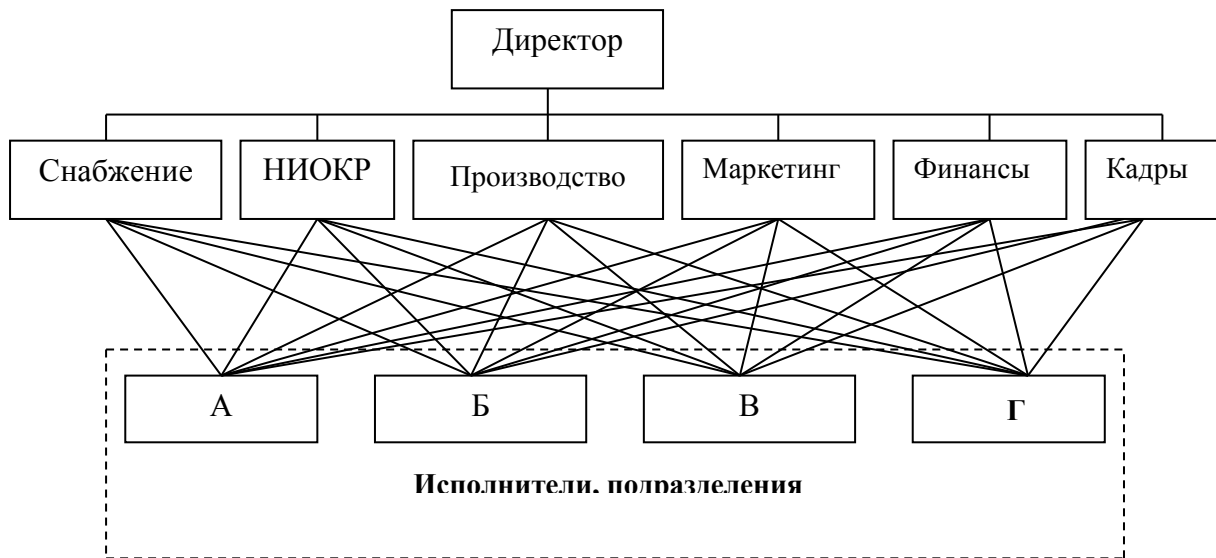 Директор
Снабжение
НИОКР
Производство
Маркетинг
Финансы
Кадры
А
Б
В
Г
Исполнители, подразделения